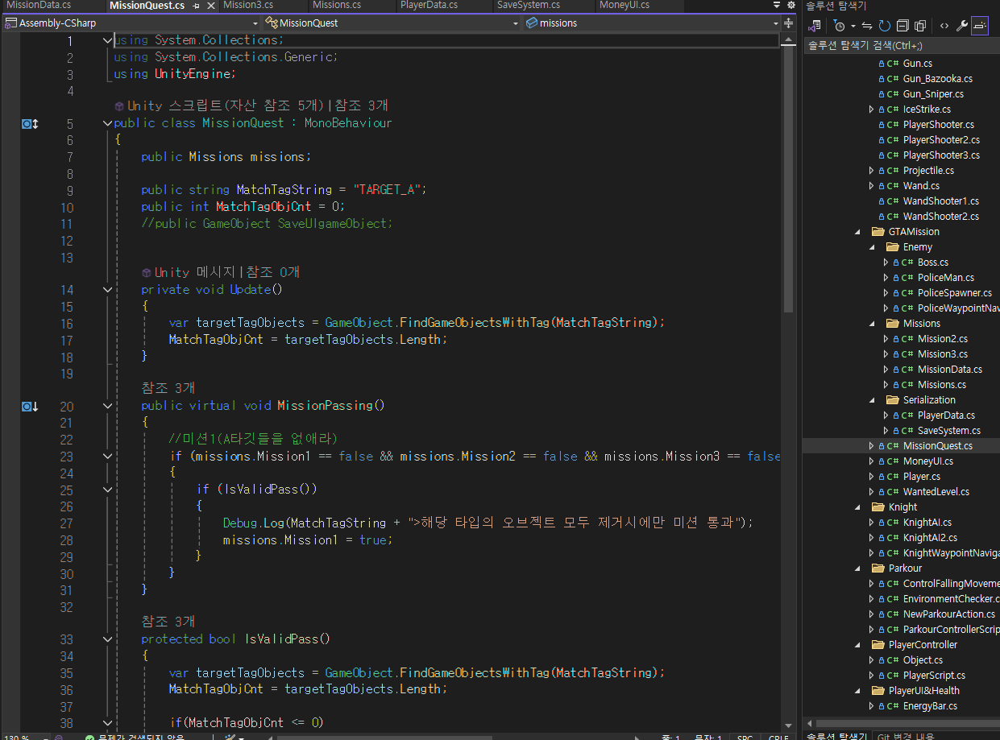 MissionData.cs MissionQuest.cs Mission3.cs Missions.cs PlayerData.cs SaveSystem.cs MoneyUI.cs
Assembly-CSharp MissionQuest missions
1 using System.Collections;
2 using System.Collections.Generic;
3 using UnityEngine;
4
Unity 스크립트(자산 참조 5개)|참조 3개
5 public class MissionQuest : MonoBehaviour
6 {
7 public Missions missions;
8
9 public string MatchTagString = "TARGET_A";
10 public int MatchTagObjCnt = 0;
11 //public GameObject SaveUIgameObject;
12
13
Unity 메시지|참조 0개
14 private void Update()
15 {
16 var targetTagObjects = GameObject.FindGameObjectsWithTag(MatchTagString);
17 MatchTagObjCnt = targetTagObjects.Length;
18 }
19
참조 3개
20 public virtual void MissionPassing()
21 {
22 //미션1(A타깃들을 없애라)
23 if (missions.Mission1 == false && missions.Mission2 == false && missions.Mission3 == false
24 {
25 if (IsValidPass())
26 {
27 Debug.Log(MatchTagString + ">해당 타입의 오브젝트 모두 제거시에만 미션 통과");
28 missions.Mission1 = true;
29 }
30 }
31 }
32
참조 3개
33 protected bool IsValidPass()
34 {
35 var targetTagObjects = GameObject.FindGameObjectsWithTag(MatchTagString);
36 MatchTagObjCnt = targetTagObjects.Length;
37
38 if(MatchTagObjCnt <= 0)
130 % 문제가 검색되지 않음 줄: 1 문자: 1 SPC CRLF
솔루션 탐색기
솔루션 탐색기 검색(Ctrl+;)
C# Gun.cs
C# Gun_Bazooka.cs
C# Gun_Sniper.cs
C# IceStrike.cs
C# PlayerShooter.cs
C# PlayerShooter2.cs
C# PlayerShooter3.cs
C# Projectile.cs
C# Wand.cs
C# WandShooter1.cs
C# WandShooter2.cs
GTAMission
Enemy
C# Boss.cs
C# PoliceMan.cs
C# PoliceSpawner.cs
C# PoliceWaypointNav
Missions
C# Mission2.cs
C# Mission3.cs
C# MissionData.cs
C# Missions.cs
Serialization
C# PlayerData.cs
C# SaveSystem.cs
C# MissionQuest.cs
C# MoneyUI.cs
C# Player.cs
C# WantedLevel.cs
Knight
C# KnightAI.cs
C# KnightAI2.cs
C# KnightWaypointNaviga
Parkour
C# ControlFallingMoveme
C# EnvironmentChecker.c
C# NewParkourAction.cs
C# ParkourControllerScrip
PlayerController
C# Object.cs
C# PlayerScript.cs
PlayerUI&Health
C# EnergyBar.cs
솔루션 탐색기 Git 변경 내용